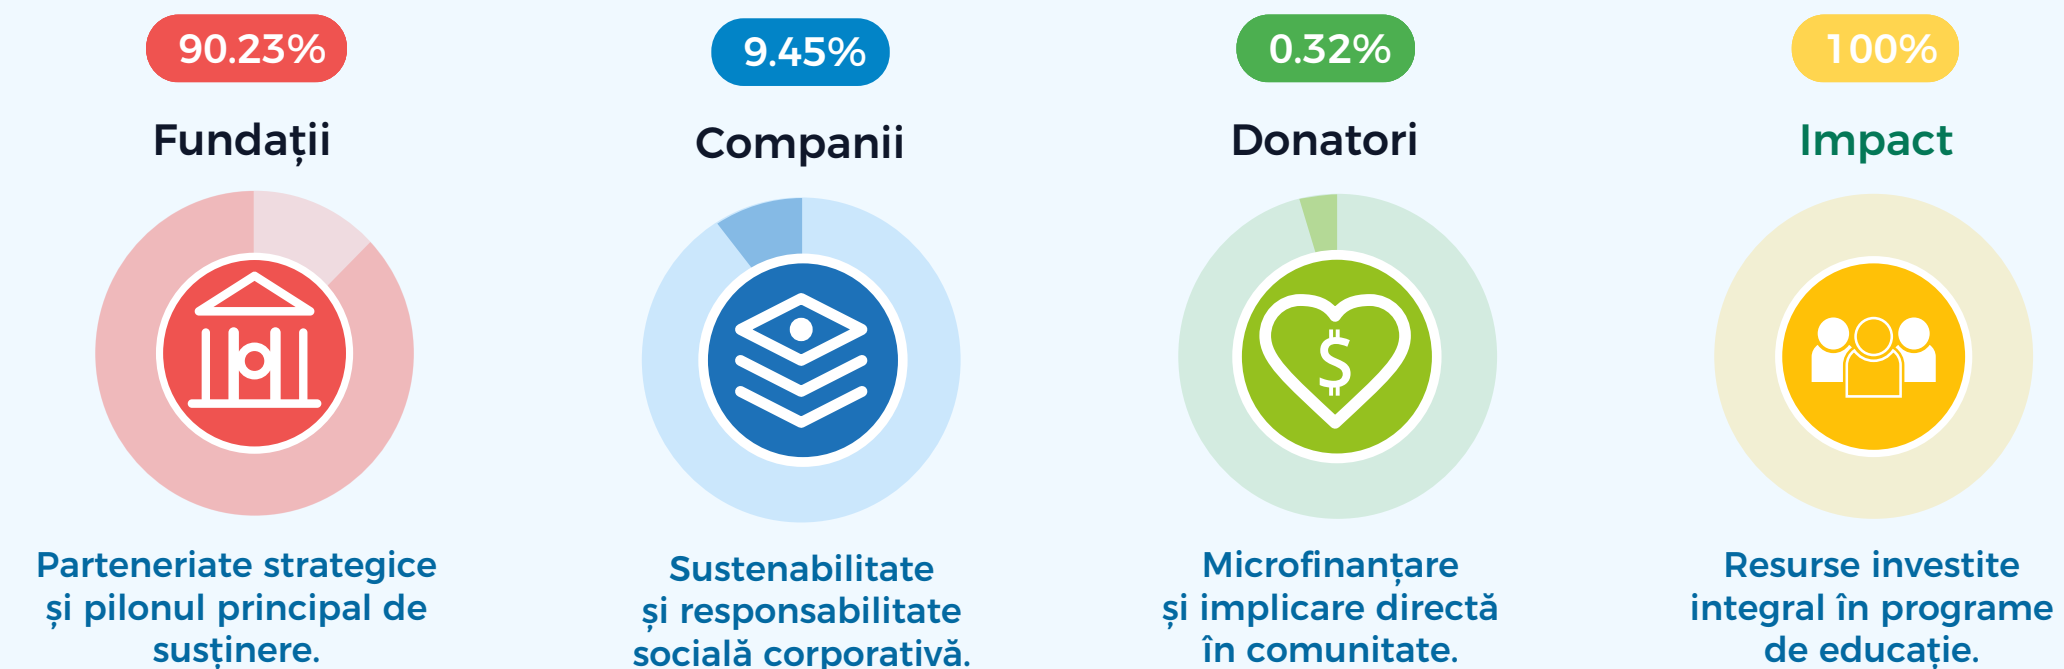 90.23%
Fundații
Parteneriate strategice
și pilonul principal de
susținere.
9.45%
Companii
Sustenabilitate
și responsabilitate
socială corporativă.
0.32%
Donatori
$
Microfinanțare
și implicare directă
în comunitate.
100%
Impact
Resurse investite
integral în programe
de educație.